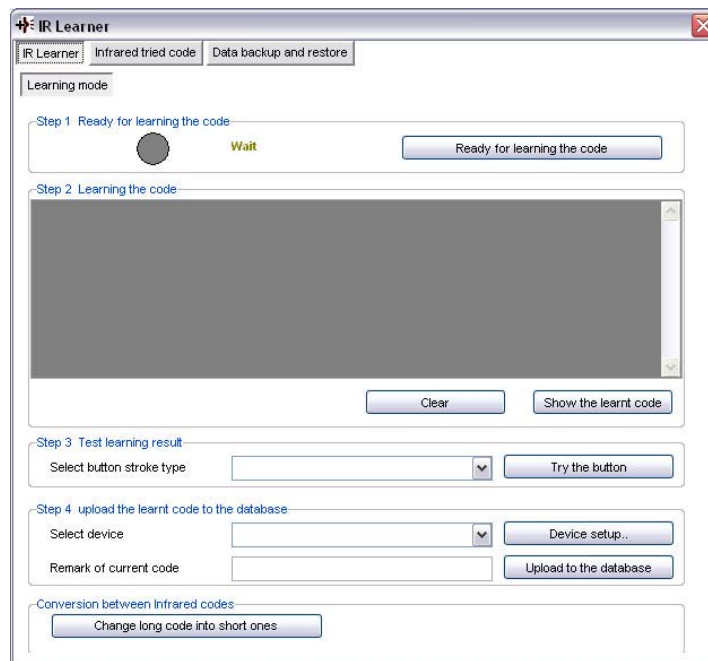 IR Learner
IR Learner Infrared tried code Data backup and restore
Learning mode
Step 1 Ready for learning the code
Wait Ready for learning the code
Step 2 Learning the code
Clear Show the learnt code
Step 3 Test learning result
Select button stroke type Try the button
Step 4 upload the learnt code to the database
Select device Device setup..
Remark of current code Upload to the database
Conversion between Infrared codes
Change long code into short ones